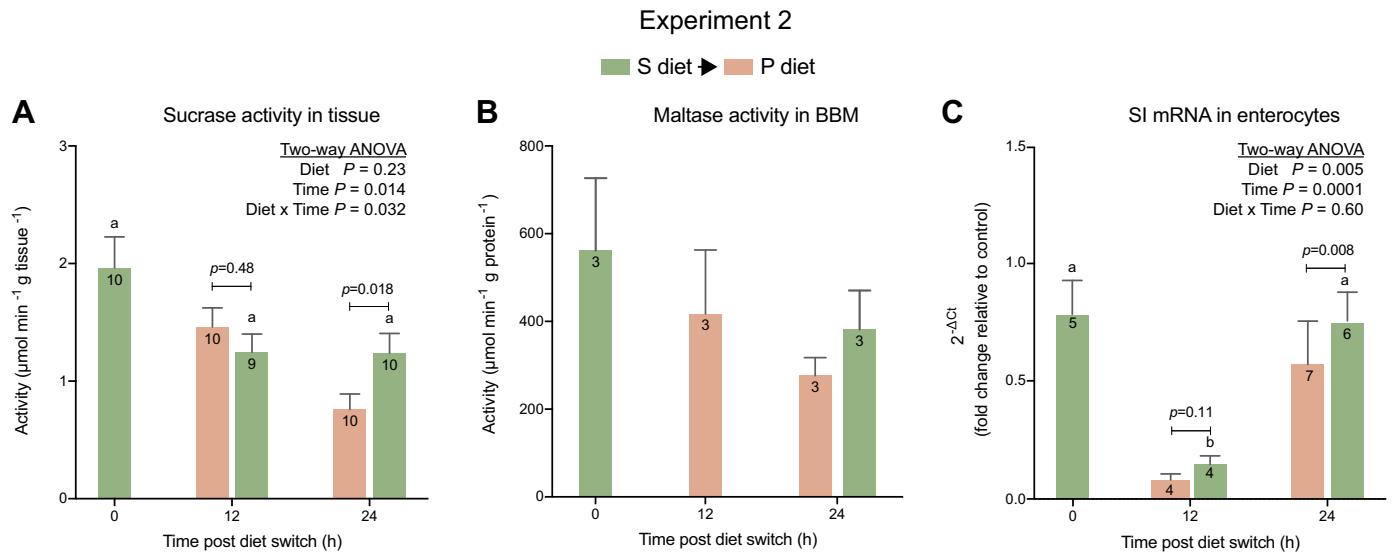 Experiment 2
S diet P diet
A Sucrase activity in tissue
Two-way ANOVA
Diet P = 0.23
Time P = 0.014
Diet x Time P = 0.032
Activity (µmol min⁻¹ g tissue⁻¹)
3
2
1
0
a
10
p=0.48
10
a
9
p=0.018
10
a
10
0 12 24
Time post diet switch (h)
B Maltase activity in BBM
Activity (µmol min⁻¹ g protein⁻¹)
800
600
400
200
0
3
3
3
3
0 12 24
Time post diet switch (h)
C SI mRNA in enterocytes
Two-way ANOVA
Diet P = 0.005
Time P = 0.0001
Diet x Time P = 0.60
2^-ΔCt
(fold change relative to control)
1.5
1.0
0.5
0.0
a
5
p=0.11
4
b
4
p=0.008
7
a
6
0 12 24
Time post diet switch (h)